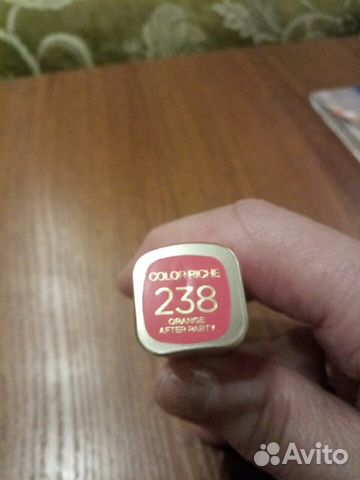 COLOR RICHE
238
ORANGE
AFTER PARTY
Avito